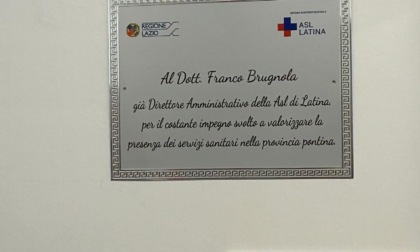 REGIONE
LAZIO
ASL
LATINA
Al Dott. Franco Brugnola
già Direttore Amministrativo della Asl di Latina.
per il costante impegno svolto a valorizzare la
presenza dei servizi sanitari nella provincia pontina.